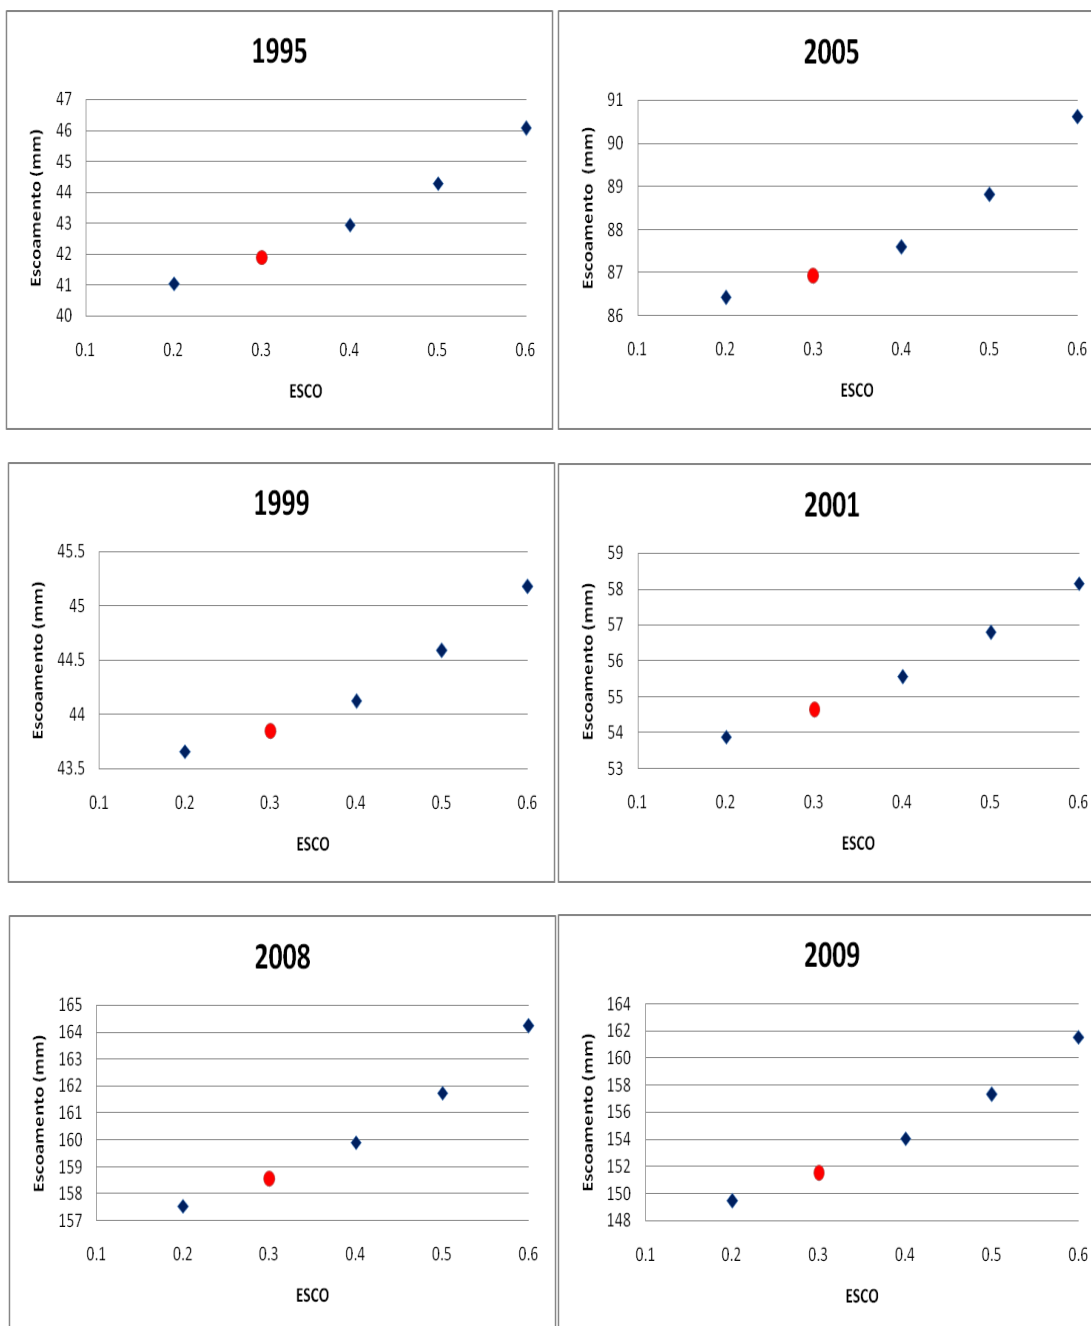 1995
Escoamento (mm)
47
46
45
44
43
42
41
40
0.1 0.2 0.3 0.4 0.5 0.6
ESCO
2005
Escoamento (mm)
91
90
89
88
87
86
0.1 0.2 0.3 0.4 0.5 0.6
ESCO
1999
Escoamento (mm)
45.5
45
44.5
44
43.5
0.1 0.2 0.3 0.4 0.5 0.6
ESCO
2001
Escoamento (mm)
59
58
57
56
55
54
53
0.1 0.2 0.3 0.4 0.5 0.6
ESCO
2008
Escoamento (mm)
165
164
163
162
161
160
159
158
157
0.1 0.2 0.3 0.4 0.5 0.6
ESCO
2009
Escoamento (mm)
164
162
160
158
156
154
152
150
148
0.1 0.2 0.3 0.4 0.5 0.6
ESCO